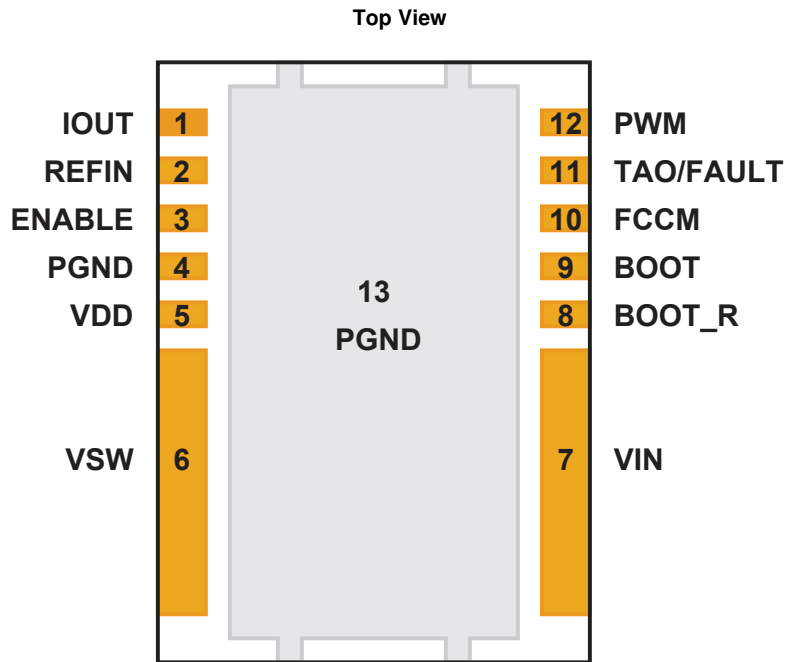 Top View
IOUT 1
REFIN 2
ENABLE 3
PGND 4
VDD 5
VSW 6
13
PGND
12 PWM
11 TAO/FAULT
10 FCCM
9 BOOT
8 BOOT_R
7 VIN